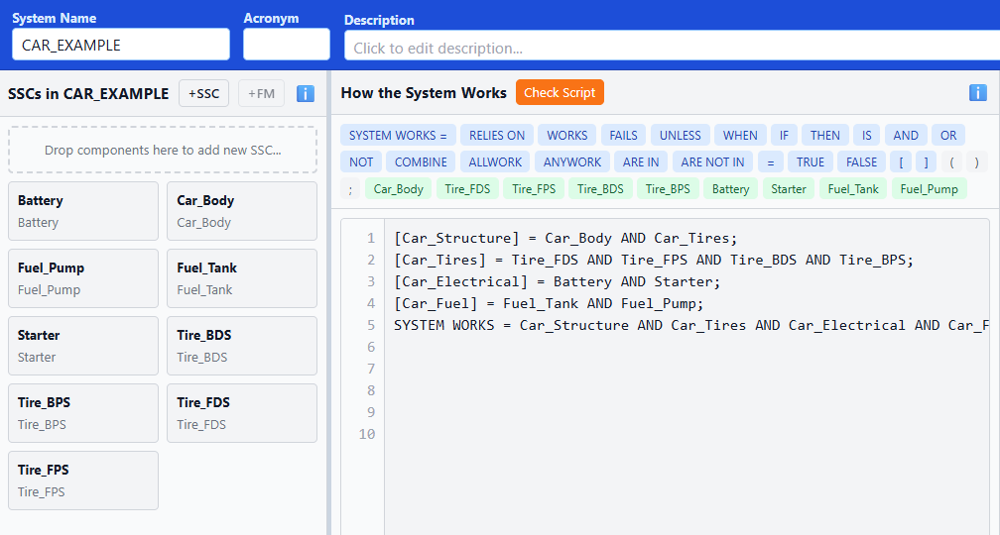 System Name
Acronym
Description
CAR_EXAMPLE
Click to edit description...
SSCs in CAR_EXAMPLE
+SSC
+FM
i
Drop components here to add new SSC...
Battery
Battery
Car_Body
Car_Body
Fuel_Pump
Fuel_Pump
Fuel_Tank
Fuel_Tank
Starter
Starter
Tire_BDS
Tire_BDS
Tire_BPS
Tire_BPS
Tire_FDS
Tire_FDS
Tire_FPS
Tire_FPS
How the System Works
Check Script
i
SYSTEM WORKS = RELIES ON WORKS FAILS UNLESS WHEN IF THEN IS AND OR
NOT COMBINE ALLWORK ANYWORK ARE IN ARE NOT IN = TRUE FALSE [ ] ( )
; Car_Body Tire_FDS Tire_FPS Tire_BDS Tire_BPS Battery Starter Fuel_Tank Fuel_Pump
1 [Car_Structure] = Car_Body AND Car_Tires;
2 [Car_Tires] = Tire_FDS AND Tire_FPS AND Tire_BDS AND Tire_BPS;
3 [Car_Electrical] = Battery AND Starter;
4 [Car_Fuel] = Fuel_Tank AND Fuel_Pump;
5 SYSTEM WORKS = Car_Structure AND Car_Tires AND Car_Electrical AND Car_F
6
7
8
9
10